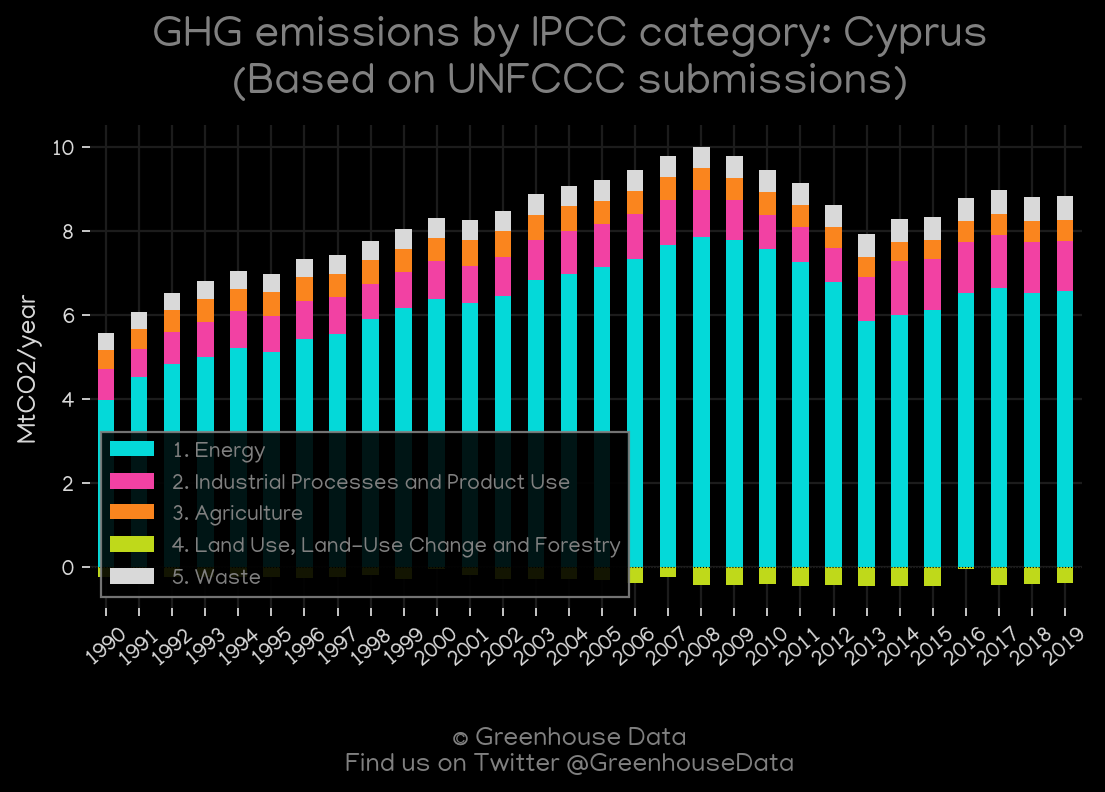 GHG emissions by IPCC category: Cyprus
(Based on UNFCCC submissions)
MtCO2/year
10
8
6
4
2
0
1. Energy
2. Industrial Processes and Product Use
3. Agriculture
4. Land Use, Land-Use Change and Forestry
5. Waste
1990 1991 1992 1993 1994 1995 1996 1997 1998 1999 2000 2001 2002 2003 2004 2005 2006 2007 2008 2009 2010 2011 2012 2013 2014 2015 2016 2017 2018 2019
© Greenhouse Data
Find us on Twitter @GreenhouseData